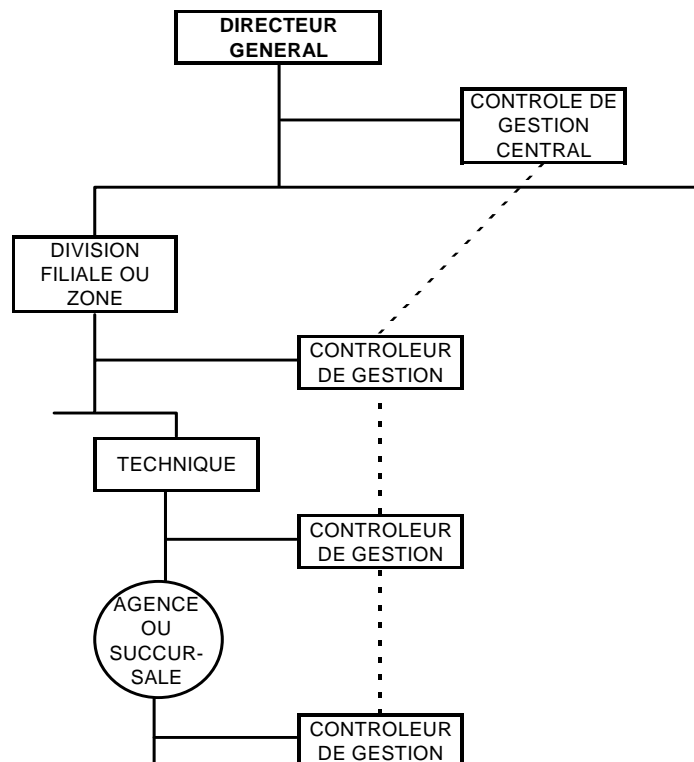 DIRECTEUR
GENERAL
CONTROLE DE
GESTION
CENTRAL
DIVISION
FILIALE OU
ZONE
CONTROLEUR
DE GESTION
TECHNIQUE
CONTROLEUR
DE GESTION
AGENCE
OU
SUCCUR-
SALE
CONTROLEUR
DE GESTION